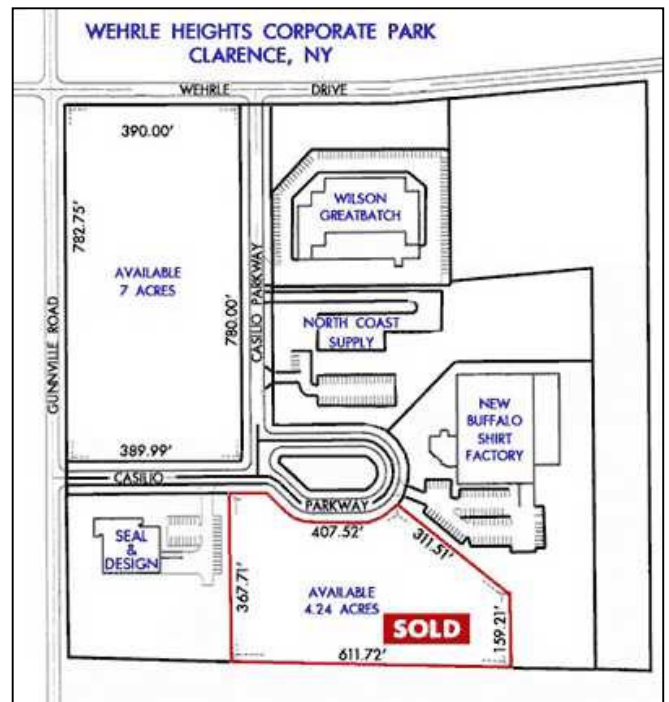 WEHRLE HEIGHTS CORPORATE PARK
CLARENCE, NY
WEHRLE DRIVE
390.00'
782.75'
AVAILABLE
7 ACRES
780.00'
389.99'
GUNNVILLE ROAD
CASILIO PARKWAY
WILSON
GREATBATCH
NORTH COAST
SUPPLY
NEW
BUFFALO
SHIRT
FACTORY
CASILIO
PARKWAY
407.52'
311.51'
SEAL
&
DESIGN
367.71'
AVAILABLE
4.24 ACRES
SOLD
159.21'
611.72'